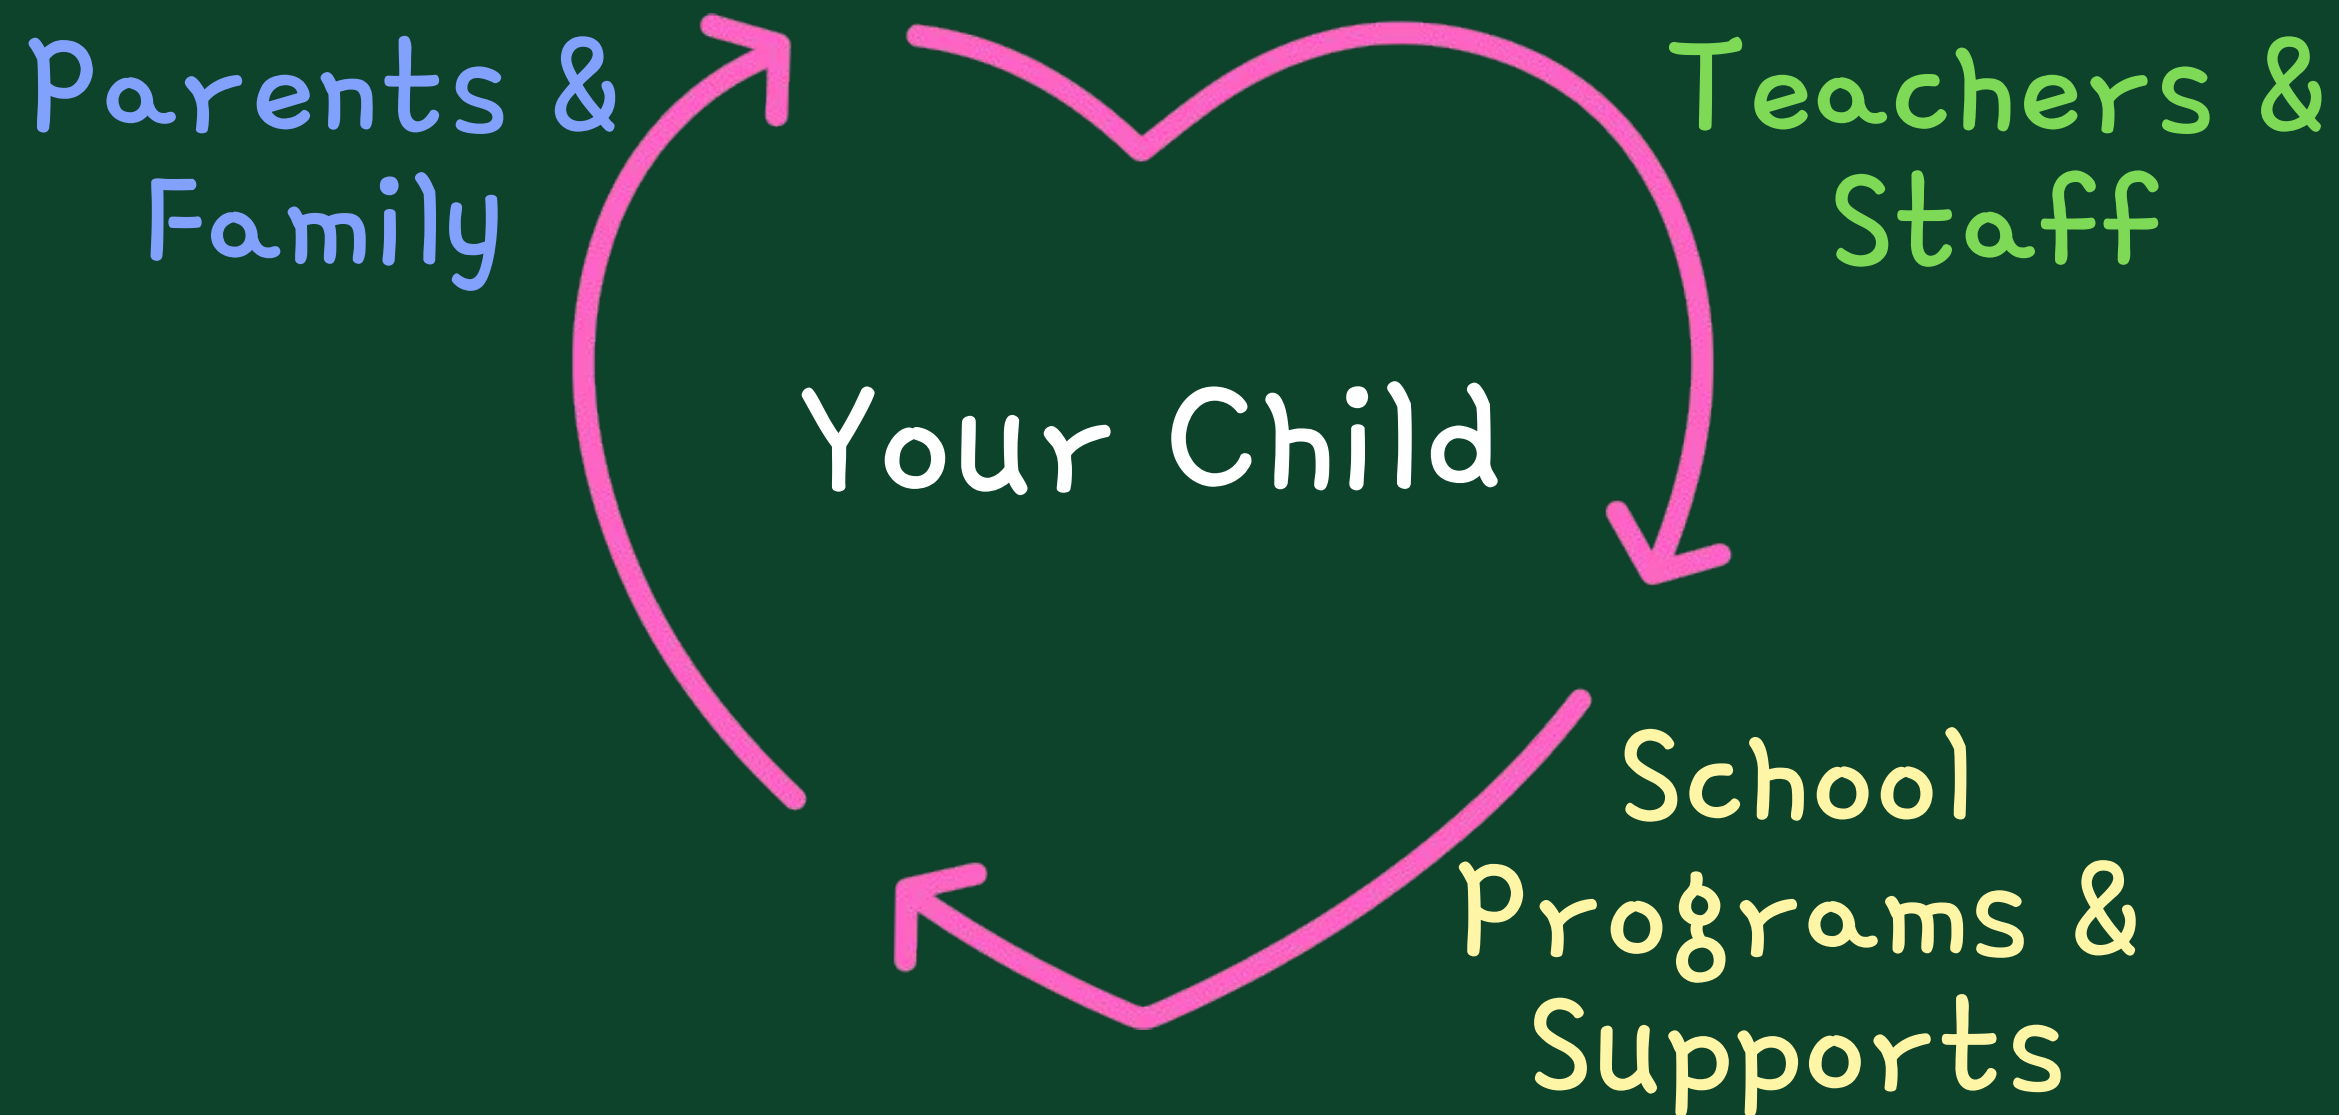 Parents &
Family
Teachers &
Staff
Your Child
School
Programs &
Supports